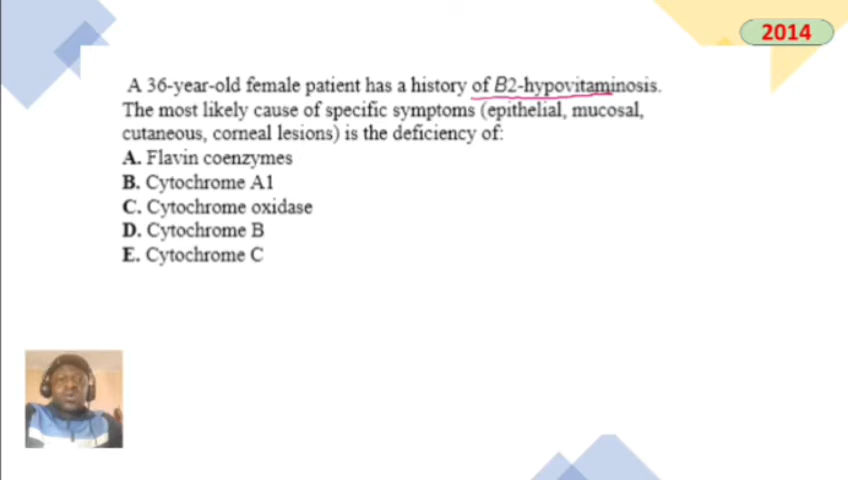 2014
A 36-year-old female patient has a history of B2-hypovitaminosis.
The most likely cause of specific symptoms (epithelial, mucosal,
cutaneous, corneal lesions) is the deficiency of:
A. Flavin coenzymes
B. Cytochrome A1
C. Cytochrome oxidase
D. Cytochrome B
E. Cytochrome C